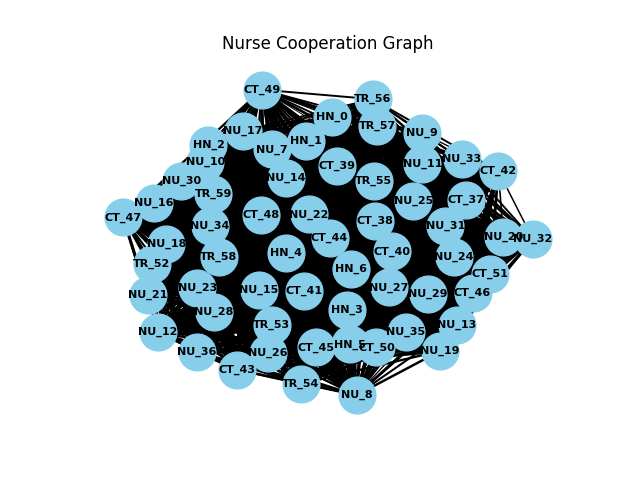 Nurse Cooperation Graph
CT_49
TR_56
HN_0
TR_57
NU_17
NU_9
HN_1
HN_2
NU_7
NU_10
NU_33
NU_11
CT_39
CT_42
NU_14
NU_30
TR_55
TR_59
NU_16
CT_37
NU_25
CT_47
CT_48
NU_22
CT_38
NU_34
NU_31
NU_20
NU_32
CT_44
NU_18
CT_40
HN_4
TR_58
NU_24
TR_52
HN_6
CT_51
NU_23
NU_15
CT_41
NU_27
NU_29
CT_46
NU_21
NU_28
HN_3
TR_53
NU_13
NU_12
NU_35
HN_5
CT_45
CT_50
NU_19
NU_36
NU_26
CT_43
TR_54
NU_8